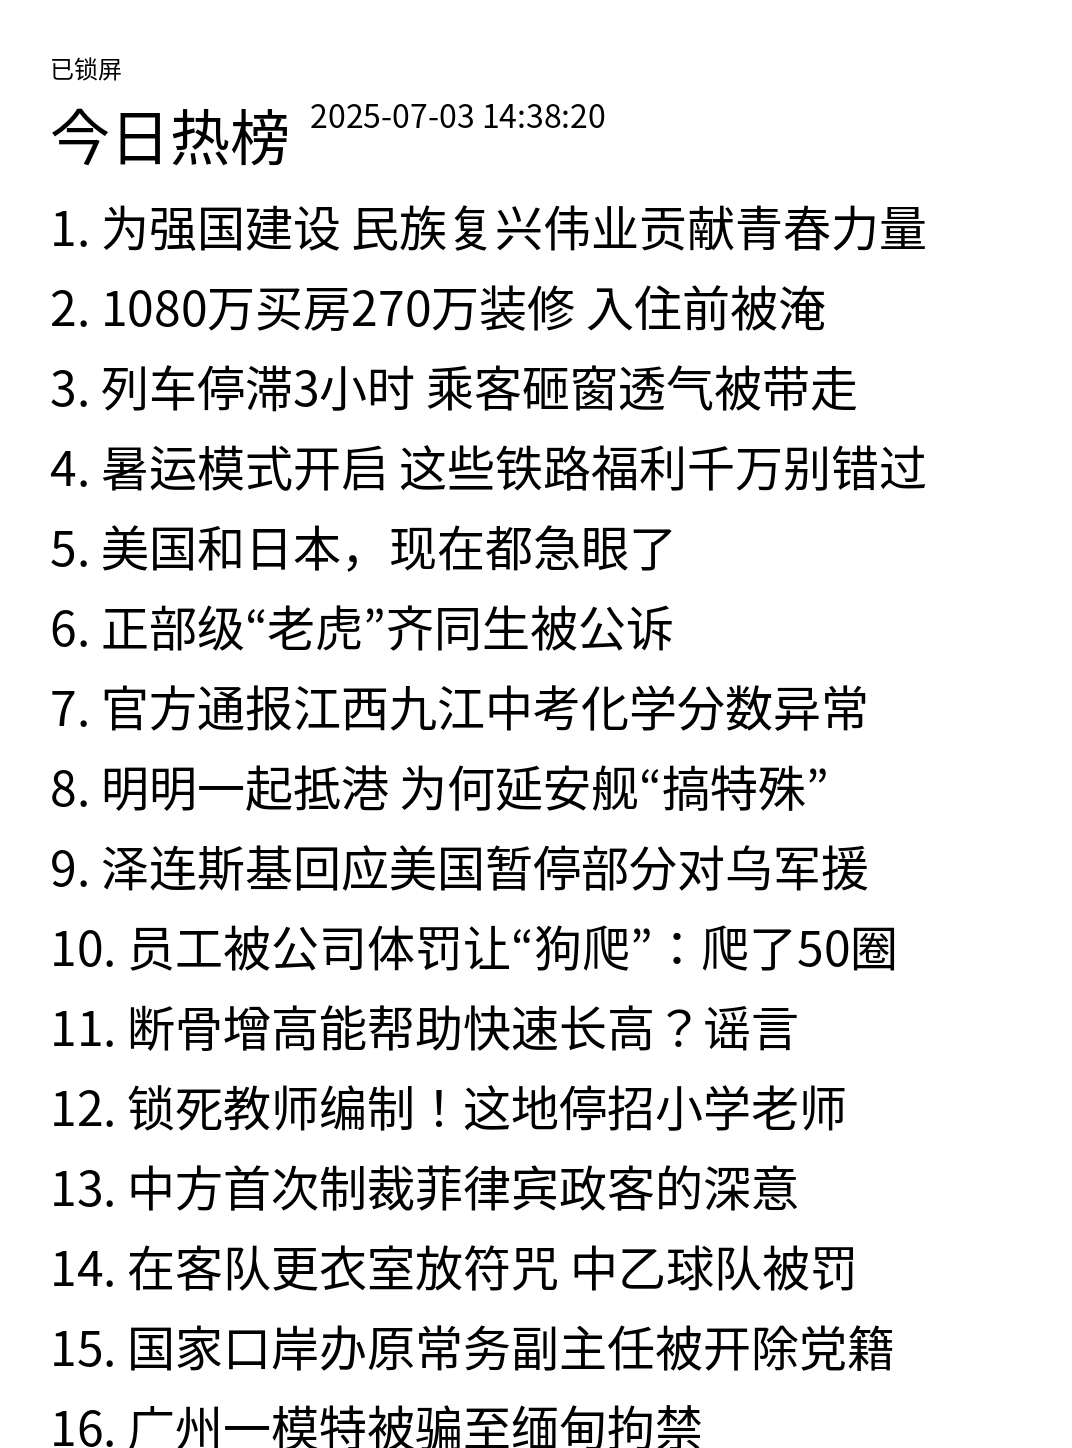 已锁屏
今日热榜 2025-07-03 14:38:20
1. 为强国建设 民族复兴伟业贡献青春力量
2. 1080万买房270万装修 入住前被淹
3. 列车停滞3小时 乘客砸窗透气被带走
4. 暑运模式开启 这些铁路福利千万别错过
5. 美国和日本，现在都急眼了
6. 正部级“老虎”齐同生被公诉
7. 官方通报江西九江中考化学分数异常
8. 明明一起抵港 为何延安舰“搞特殊”
9. 泽连斯基回应美国暂停部分对乌军援
10. 员工被公司体罚让“狗爬”：爬了50圈
11. 断骨增高能帮助快速长高？谣言
12. 锁死教师编制！这地停招小学老师
13. 中方首次制裁菲律宾政客的深意
14. 在客队更衣室放符咒 中乙球队被罚
15. 国家口岸办原常务副主任被开除党籍
16. 广州一模特被骗至缅甸拘禁